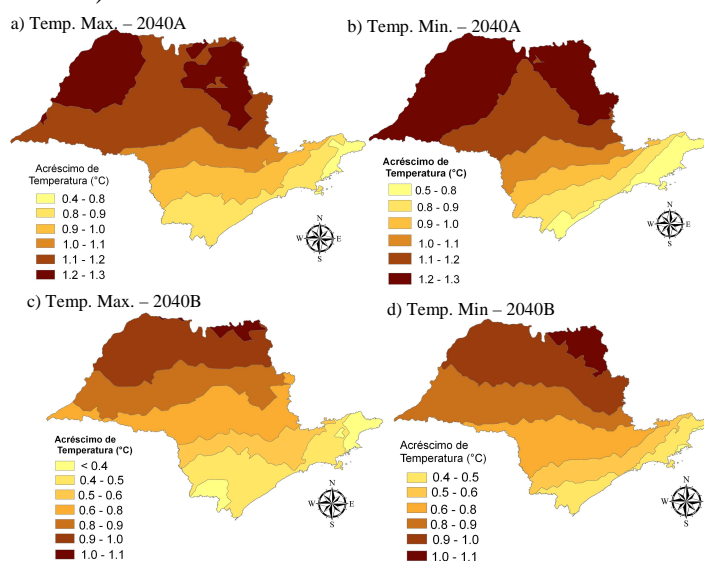 a) Temp. Max. – 2040A
b) Temp. Min. – 2040A
Acréscimo de
Temperatura (°C)
0.4 - 0.8
0.8 - 0.9
0.9 - 1.0
1.0 - 1.1
1.1 - 1.2
1.2 - 1.3
N
W E
S
Acréscimo de
Temperatura (°C)
0.5 - 0.8
0.8 - 0.9
0.9 - 1.0
1.0 - 1.1
1.1 - 1.2
1.2 - 1.3
N
W E
S
c) Temp. Max. – 2040B
d) Temp. Min – 2040B
Acréscimo de
Temperatura (°C)
< 0.4
0.4 - 0.5
0.5 - 0.6
0.6 - 0.8
0.8 - 0.9
0.9 - 1.0
1.0 - 1.1
N
W E
S
Acréscimo de
Temperatura (°C)
0.4 - 0.5
0.5 - 0.6
0.6 - 0.8
0.8 - 0.9
0.9 - 1.0
1.0 - 1.1
N
W E
S